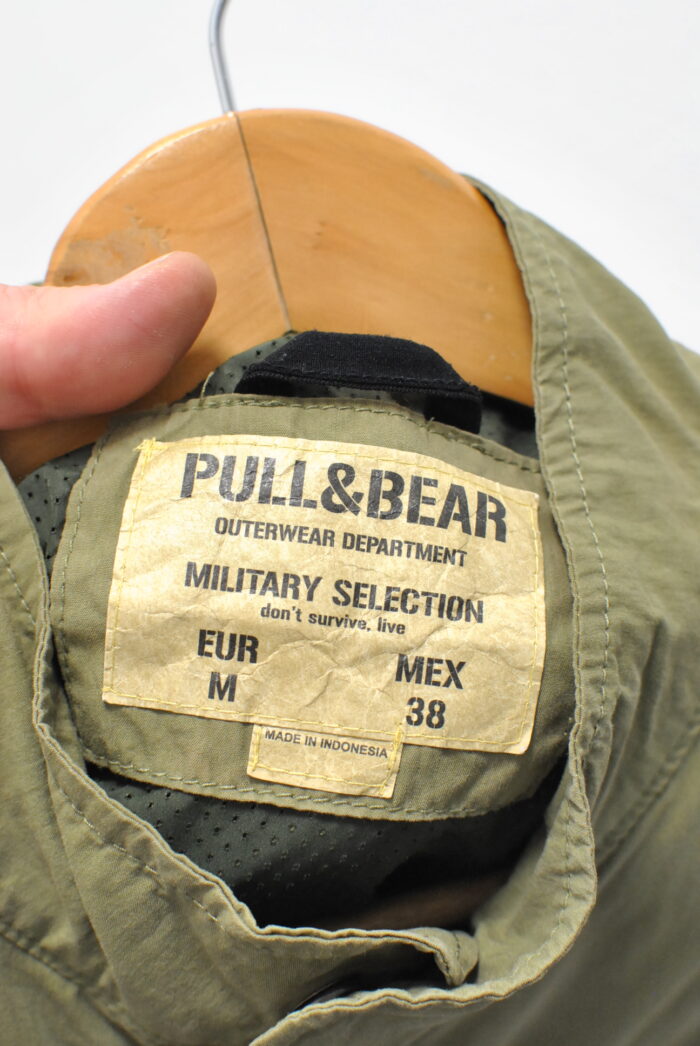 PULL&BEAR
OUTERWEAR DEPARTMENT
MILITARY SELECTION
don't survive, live
EUR MEX
M 38
MADE IN INDONESIA